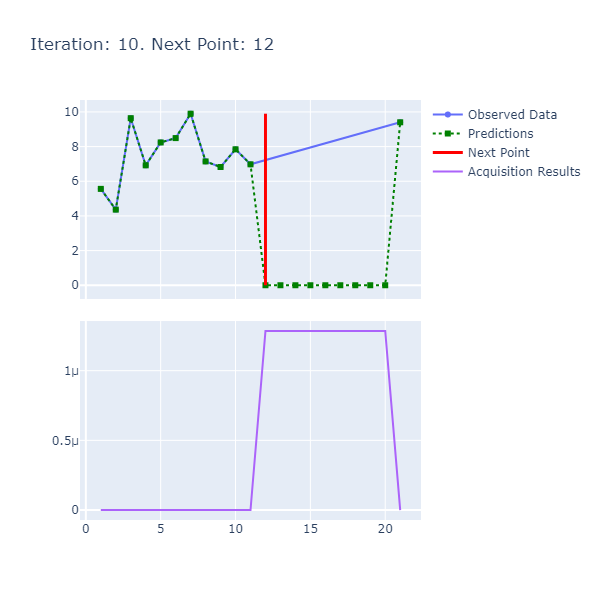 Iteration: 10. Next Point: 12
10
8
6
4
2
0
Observed Data
Predictions
Next Point
Acquisition Results
1μ
0.5μ
0
0
5
10
15
20